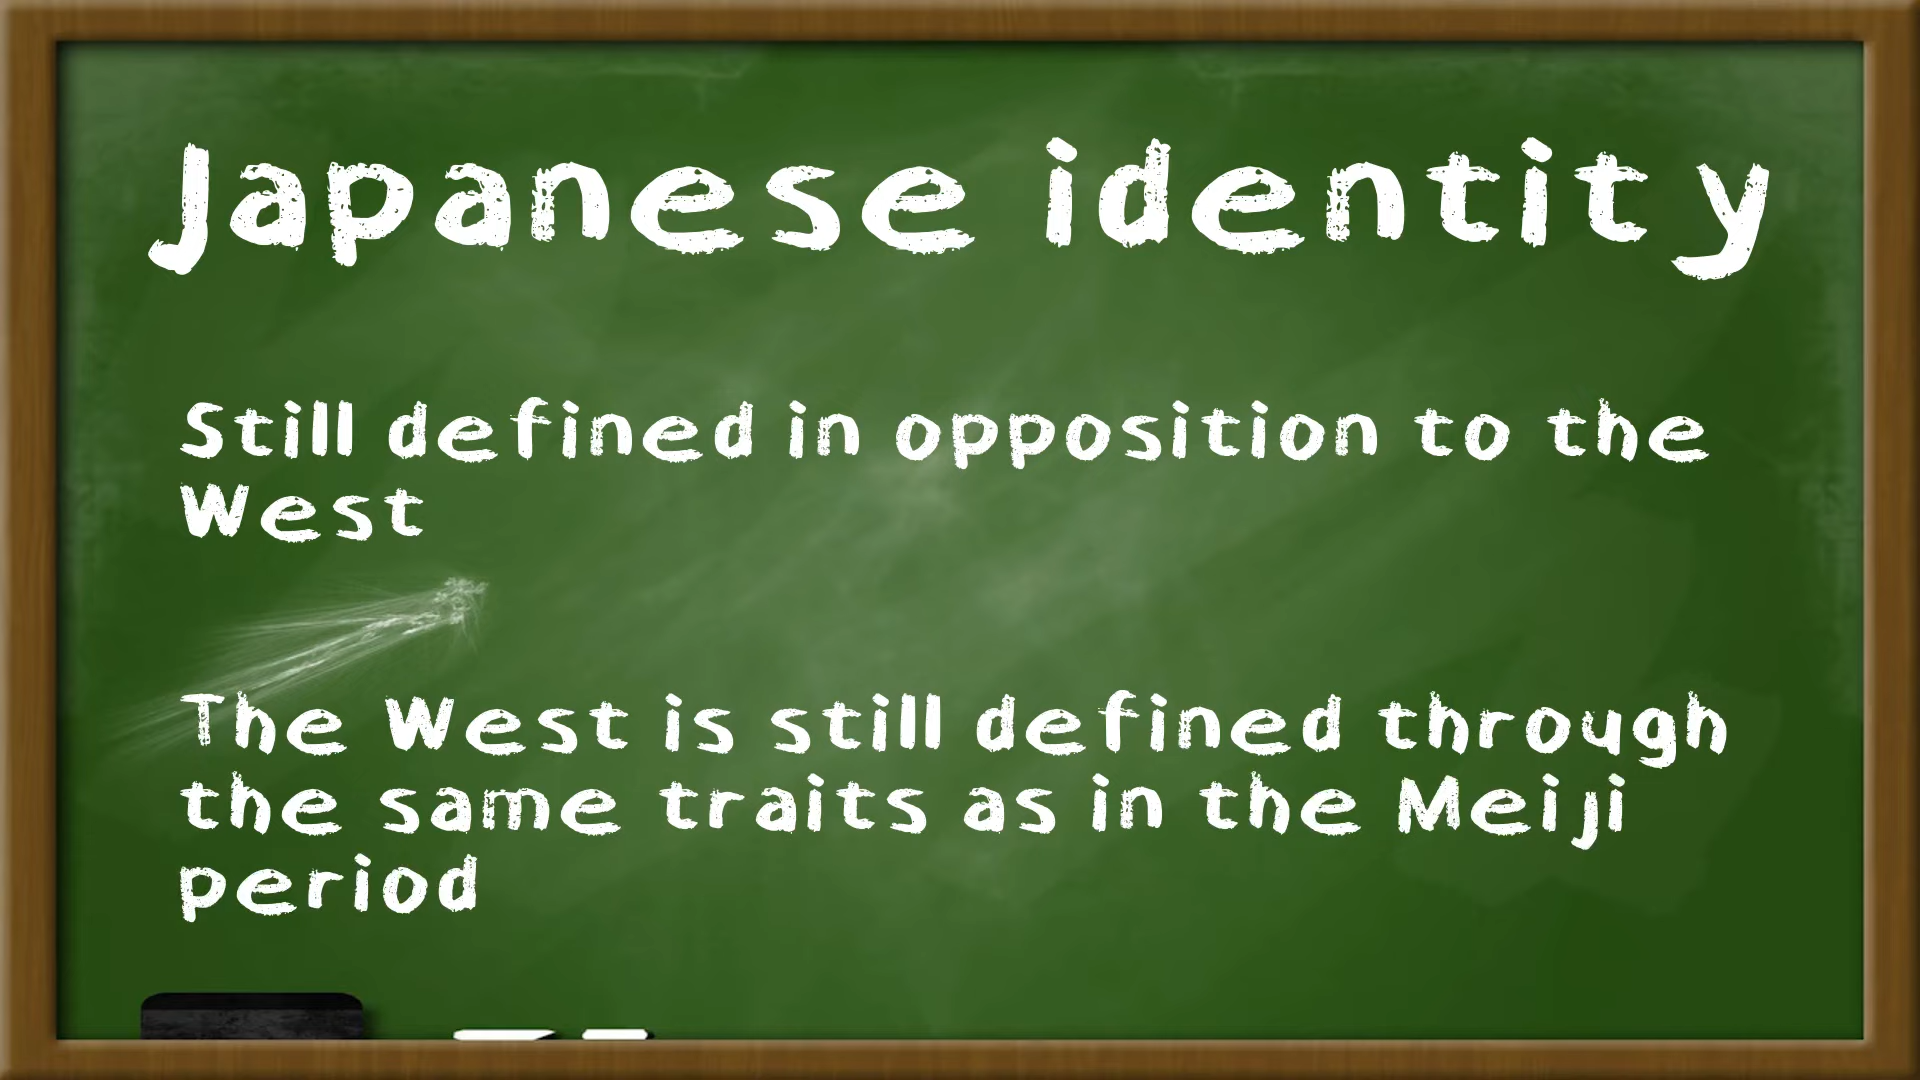 Japanese identity
Still defined in opposition to the
West
The West is still defined through
the same traits as in the Meiji
period